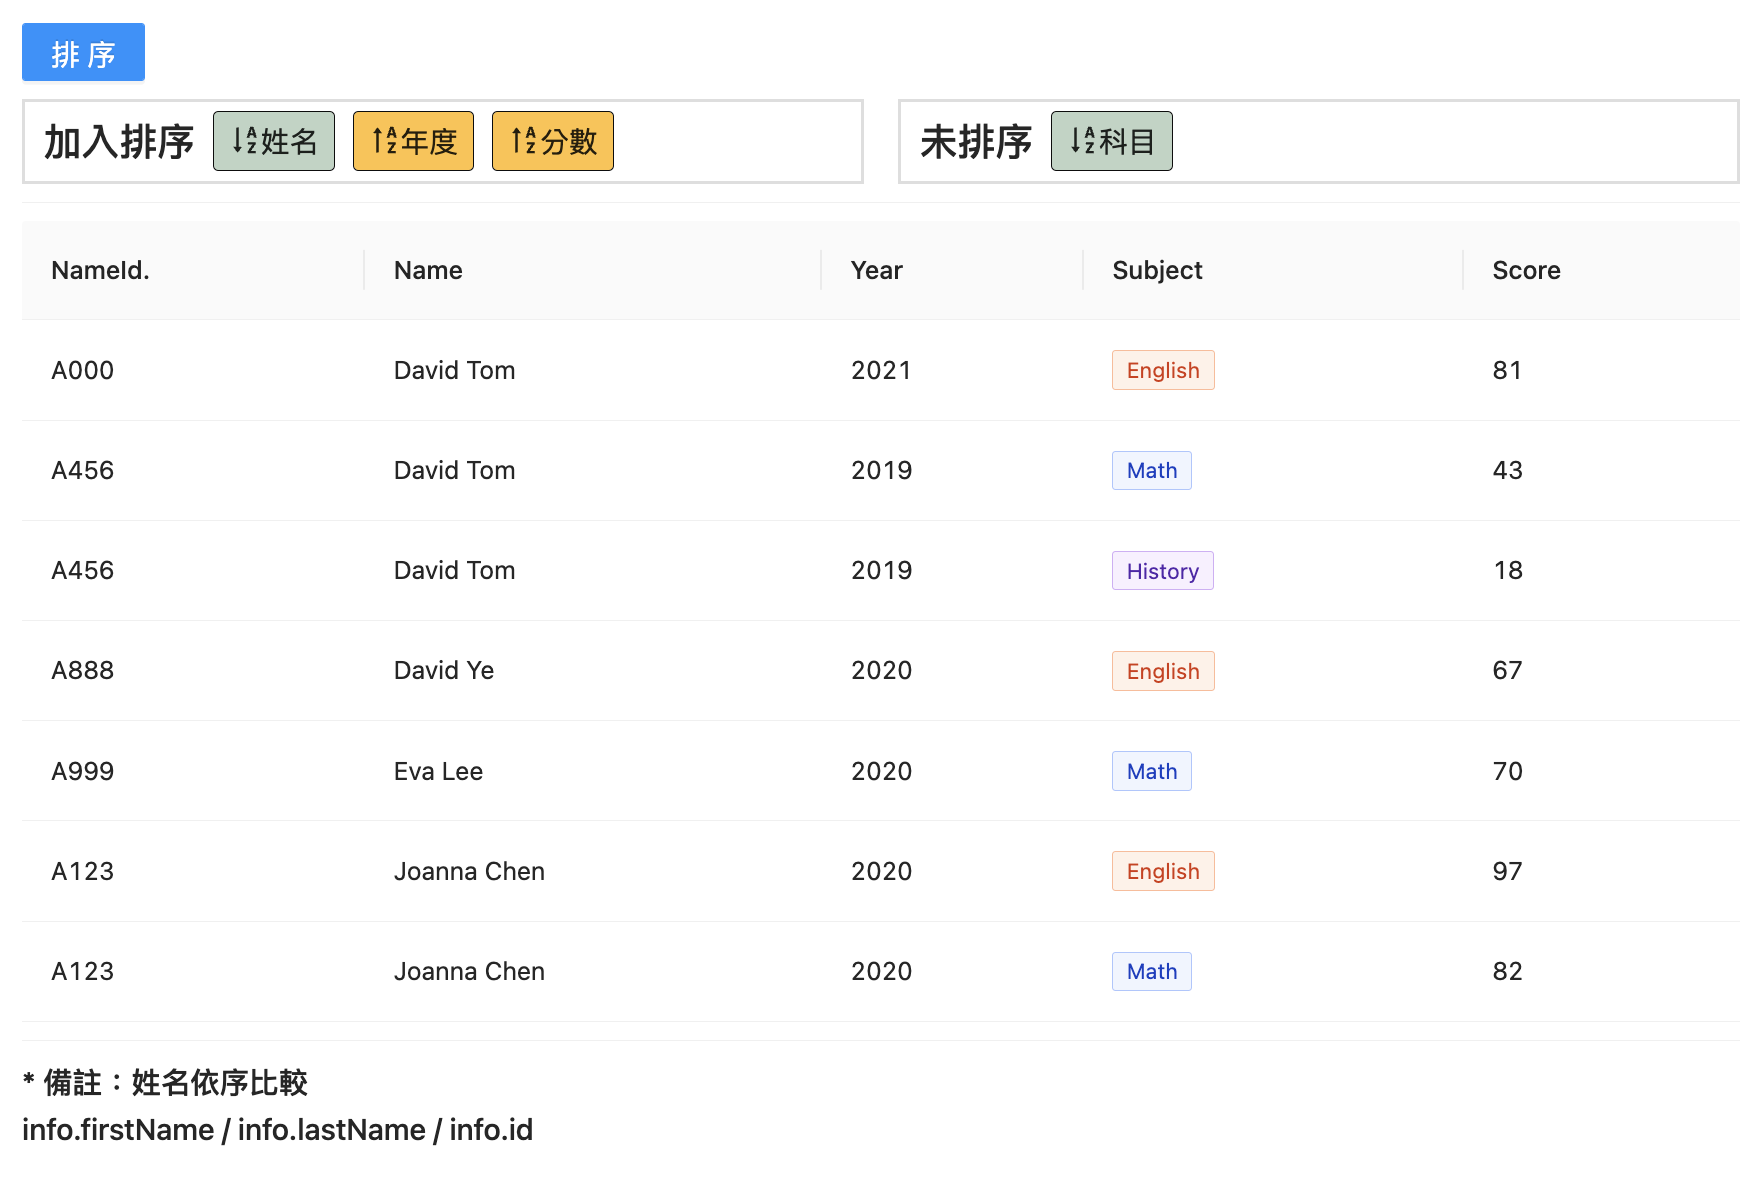 排 序
加入排序 姓名 年度 分數 未排序 科目
NameId. Name Year Subject Score
A000 David Tom 2021 English 81
A456 David Tom 2019 Math 43
A456 David Tom 2019 History 18
A888 David Ye 2020 English 67
A999 Eva Lee 2020 Math 70
A123 Joanna Chen 2020 English 97
A123 Joanna Chen 2020 Math 82
* 備註：姓名依序比較
info.firstName / info.lastName / info.id